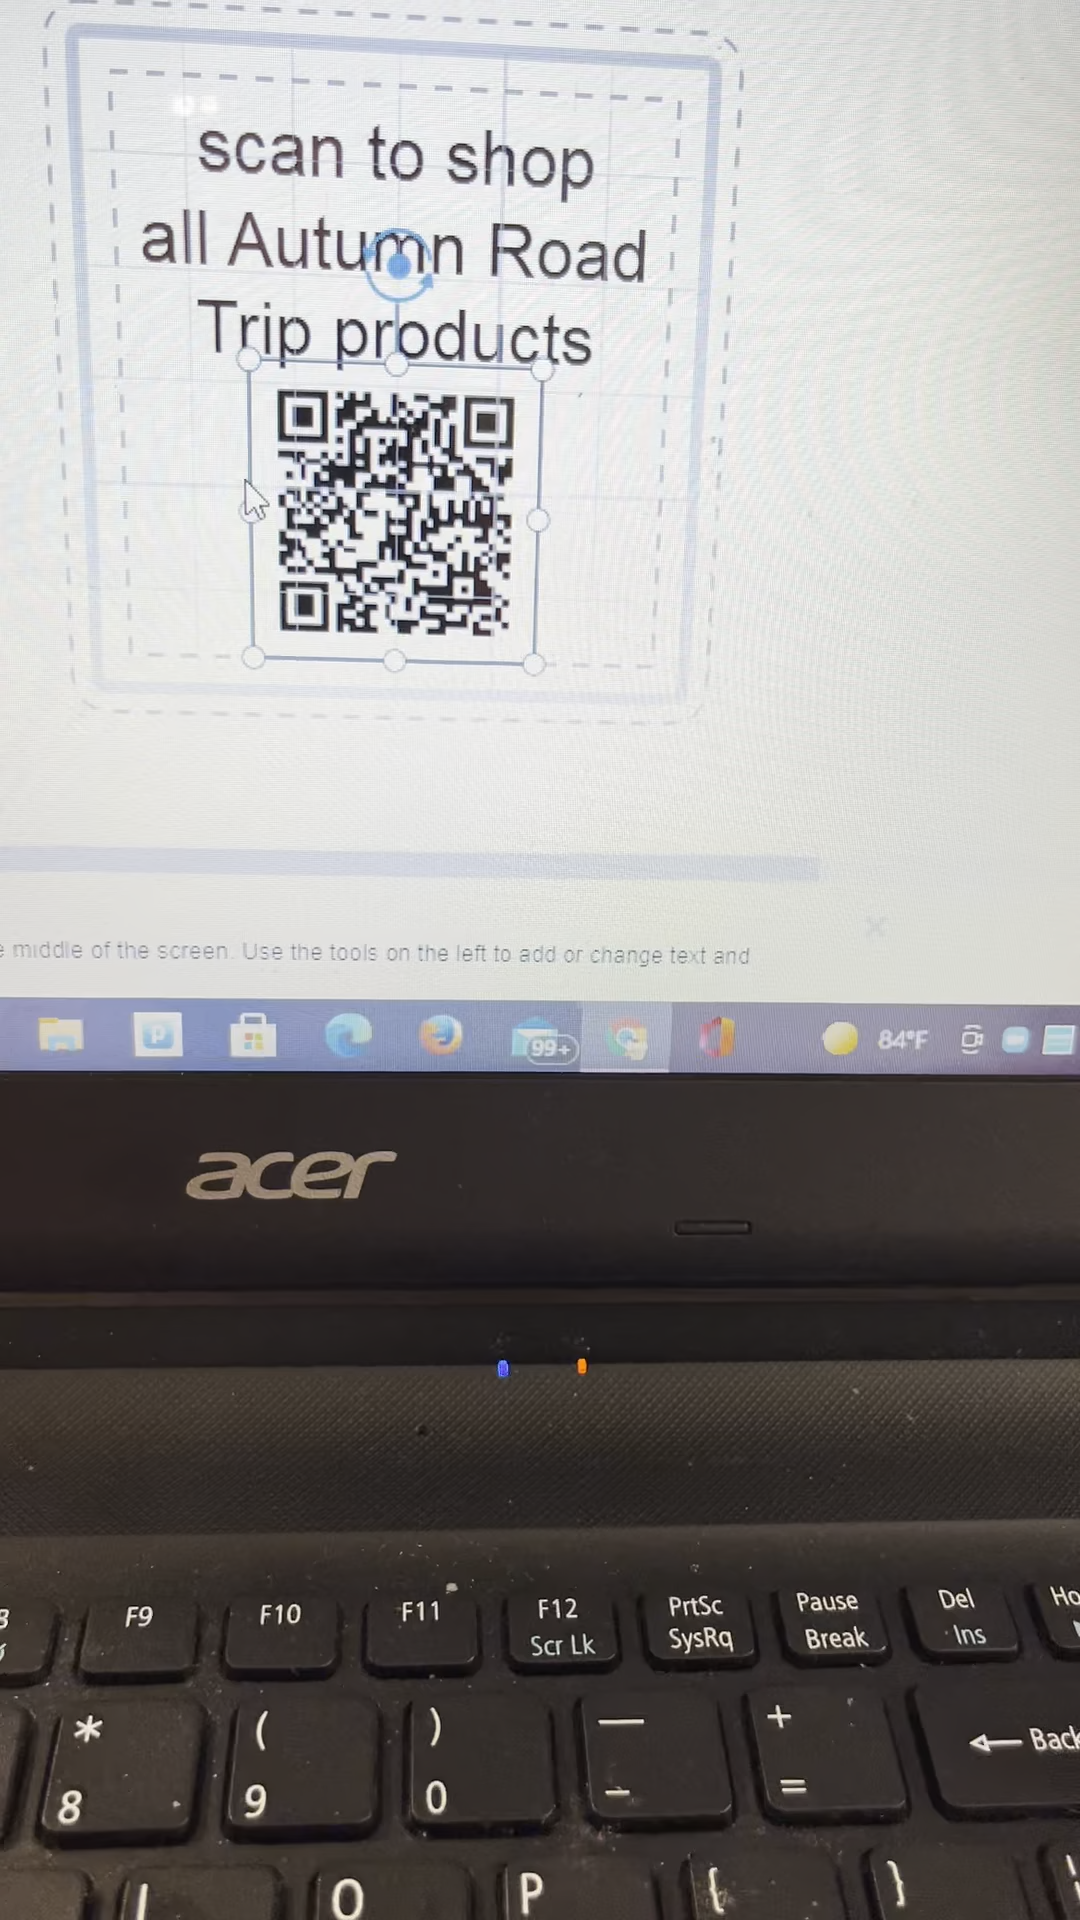 scan to shop
all Autumn Road
Trip products
middle of the screen. Use the tools on the left to add or change text and
99+
84°F
acer
F9
F10
F11
F12
Scr Lk
PrtSc
SysRq
Pause
Break
Del
Ins
*
8
(
9
)
0
—
-
+
=
← Back
O
P
{
}